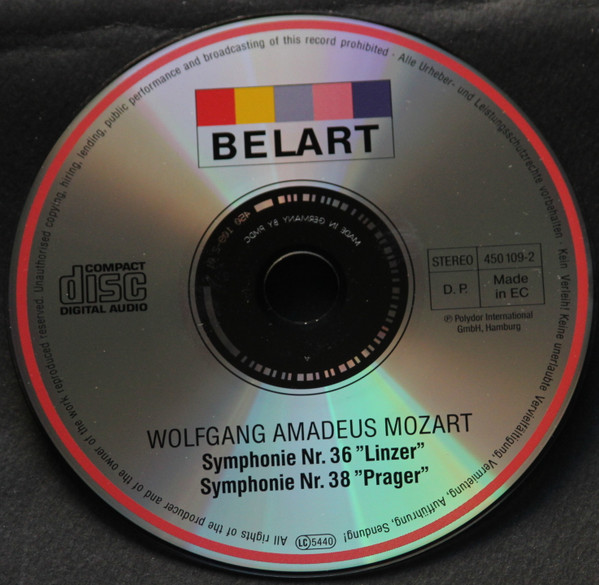 BELART
COMPACT
disc
DIGITAL AUDIO
STEREO
450 109-2
D. P.
Made
in EC
℗ Polydor International
GmbH, Hamburg
MADE IN GERMANY BY PMDC
WOLFGANG AMADEUS MOZART
Symphonie Nr. 36 ”Linzer”
Symphonie Nr. 38 ”Prager”
All rights of the producer and of the owner of the work reproduced reserved. Unauthorised copying, hiring, lending, public performance and broadcasting of this record prohibited · Alle Urheber- und Leistungsschutzrechte vorbehalten. Kein Verleih! Keine unerlaubte Vervielfältigung, Vermietung, Aufführung, Sendung!
LC 5440